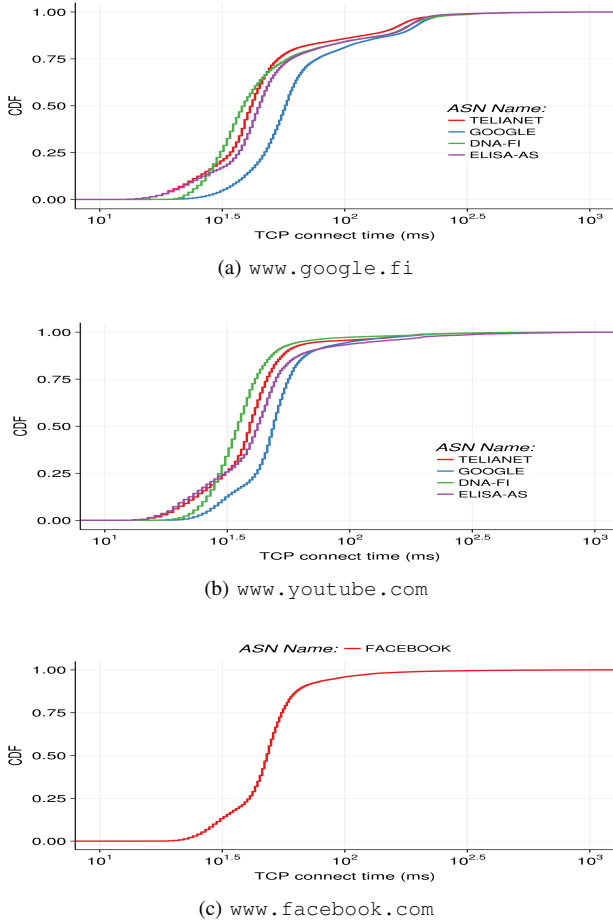 1.00
0.75
0.50
0.25
0.00
CDF
ASN Name:
TELIANET
GOOGLE
DNA-FI
ELISA-AS
10^1 10^1.5 10^2 10^2.5 10^3
TCP connect time (ms)
(a) www.google.fi
1.00
0.75
0.50
0.25
0.00
CDF
ASN Name:
TELIANET
GOOGLE
DNA-FI
ELISA-AS
10^1 10^1.5 10^2 10^2.5 10^3
TCP connect time (ms)
(b) www.youtube.com
ASN Name: FACEBOOK
1.00
0.75
0.50
0.25
0.00
CDF
10^1 10^1.5 10^2 10^2.5 10^3
TCP connect time (ms)
(c) www.facebook.com